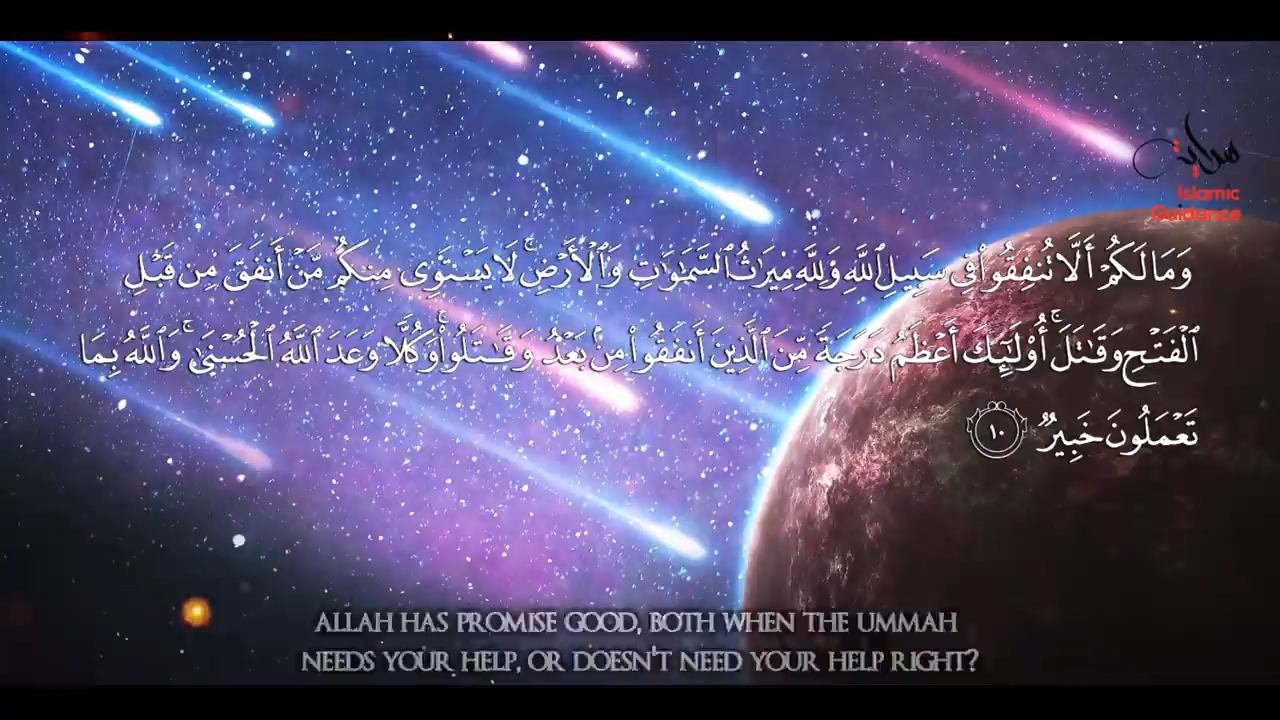 هداية
Islamic
Guidance
وَمَا لَكُمْ أَلَّا تُنفِقُوا۟ فِى سَبِيلِ ٱللَّهِ وَلِلَّهِ مِيرَٰثُ ٱلسَّمَٰوَٰتِ وَٱلْأَرْضِ ۚ لَا يَسْتَوِى مِنكُم مَّنْ أَنفَقَ مِن قَبْلِ
ٱلْفَتْحِ وَقَٰتَلَ ۚ أُو۟لَٰٓئِكَ أَعْظَمُ دَرَجَةً مِّنَ ٱلَّذِينَ أَنفَقُوا۟ مِنۢ بَعْدُ وَقَٰتَلُوا۟ ۚ وَكُلًّا وَعَدَ ٱللَّهُ ٱلْحُسْنَىٰ ۚ وَٱللَّهُ بِمَا
تَعْمَلُونَ خَبِيرٌ ١٠
ALLAH HAS PROMISE GOOD, BOTH WHEN THE UMMAH
NEEDS YOUR HELP, OR DOESN'T NEED YOUR HELP RIGHT?